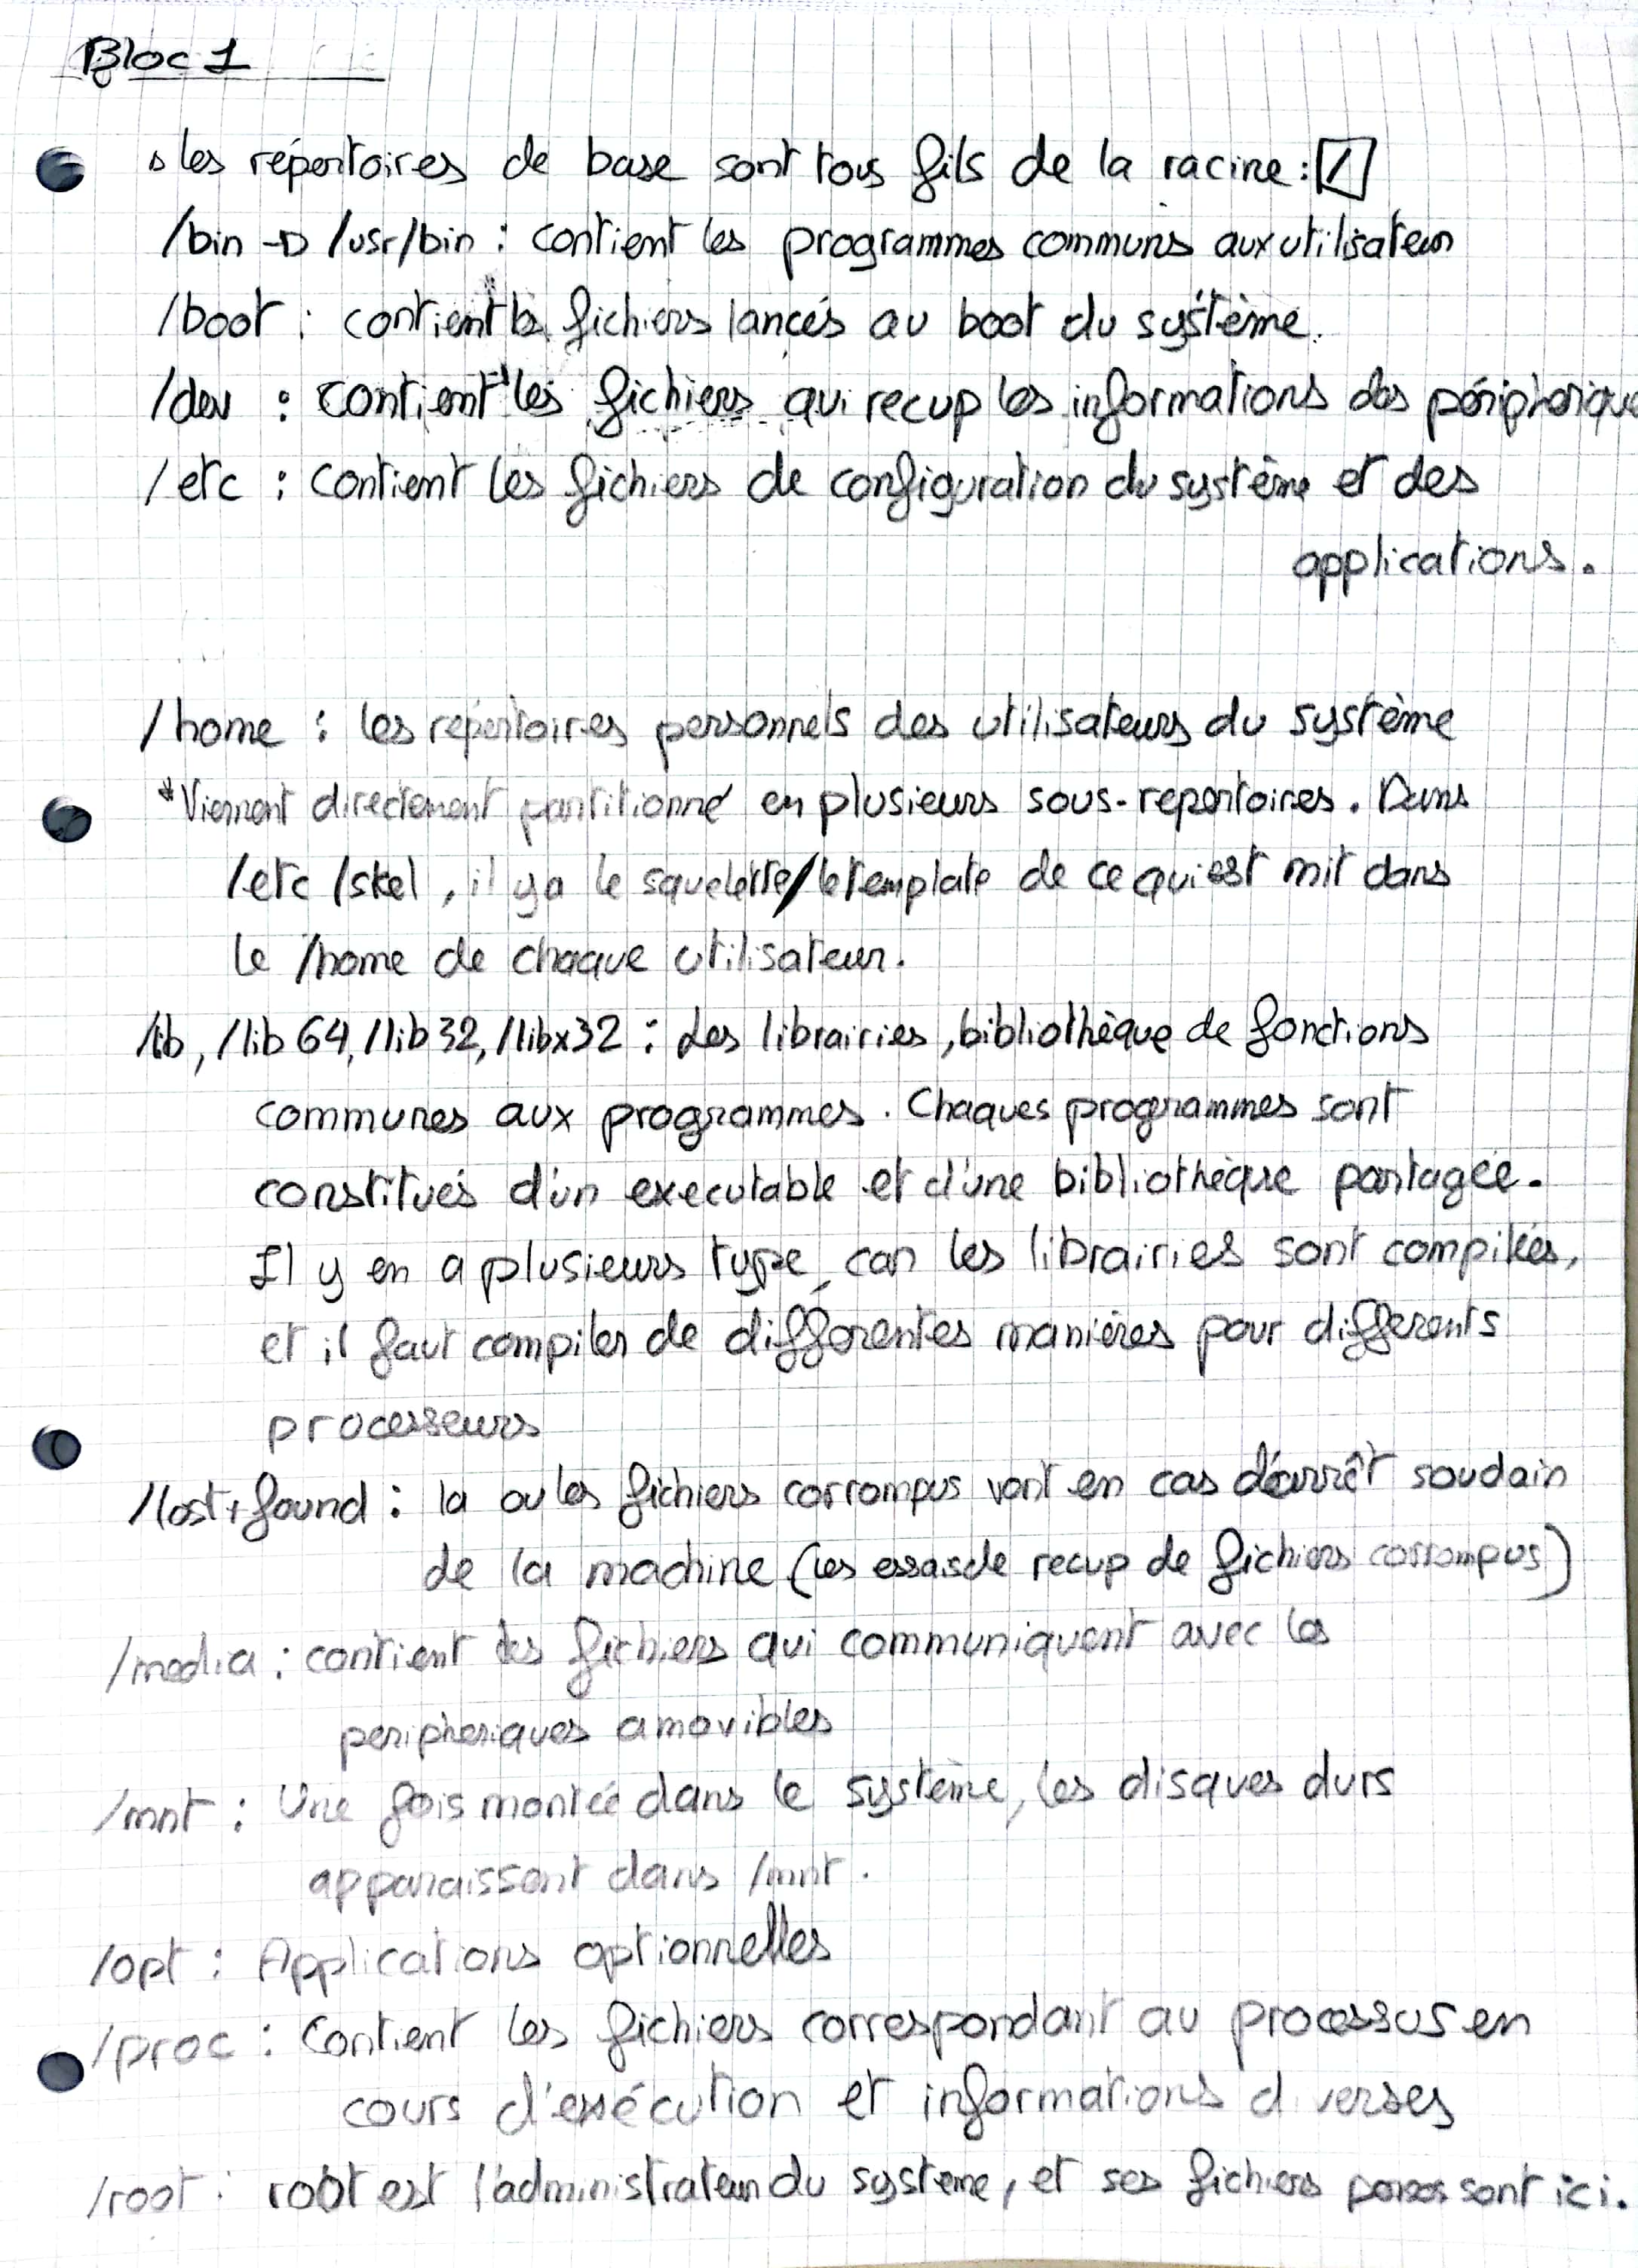 Bloc 1
▷ les répertoires de base sont tous fils de la racine : /
/bin → /usr/bin : contient les programmes communs aux utilisateurs
/boot : contient les fichiers lancés au boot du système.
/dev : contient les fichiers qui recup les informations des périphérique
/etc : contient les fichiers de configuration du système et des
applications.
/home : les répertoires personnels des utilisateurs du système
*Viennent directement partitionné en plusieurs sous-repertoires. Dans
/etc/skel, il y a le squelette/le template de ce qui est mit dans
le /home de chaque utilisateur.
/lib, /lib64, /lib32, /libx32 : Les librairies, bibliothèque de fonctions
communes aux programmes. Chaques programmes sont
constitués d'un executable et d'une bibliothèque partagée.
Il y en a plusieurs type, car les librairies sont compilées,
et il faut compiler de différentes manières pour differents
processeurs
/lost+found : la ou les fichiers corrompus vont en cas d'arrêt soudain
de la machine (les essais de recup de fichiers corrompus)
/media : contient les fichiers qui communiquent avec les
peripheriques amovibles
/mnt : Une fois montée dans le système, les disques durs
apparaissent dans /mnt.
/opt : Applications optionnelles
/proc : Contient les fichiers correspondant au processus en
cours d'exécution et informations diverses
/root : root est l'administrateur du systeme, et ses fichiers persos sont ici.